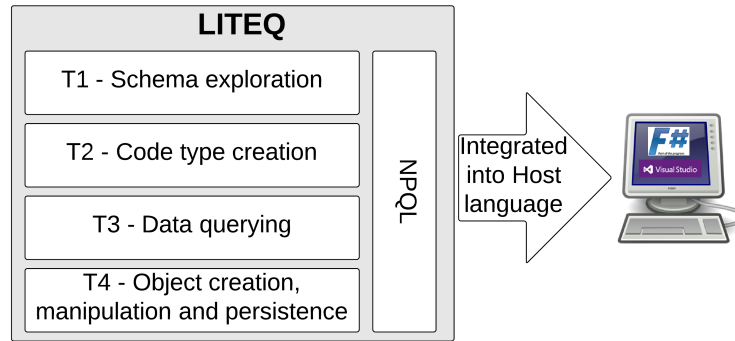 LITEQ
T1 - Schema exploration
T2 - Code type creation
T3 - Data querying
T4 - Object creation,
manipulation and persistence
NPQL
Integrated
into Host
language
F#
Visual Studio